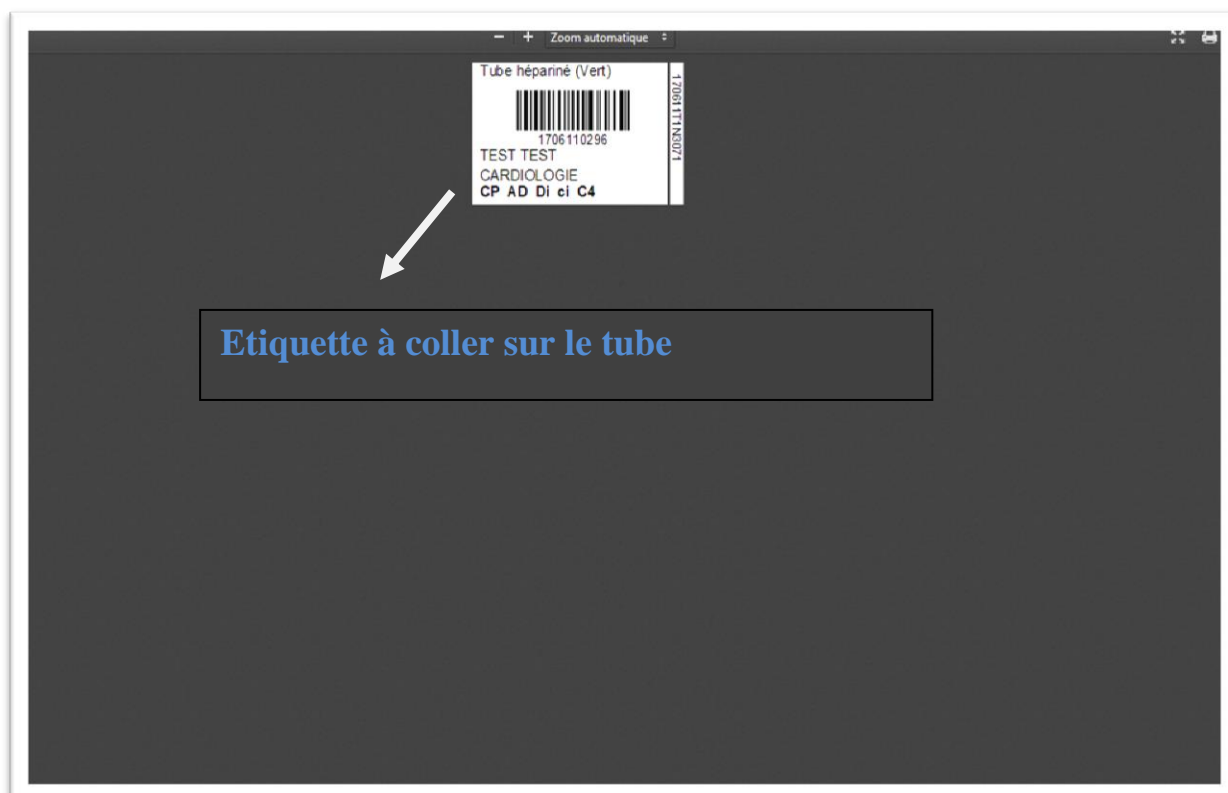 Zoom automatique
Tube hépariné (Vert)
1706110296
TEST TEST
CARDIOLOGIE
CP AD Di ci C4
170611T1N3071
Etiquette à coller sur le tube